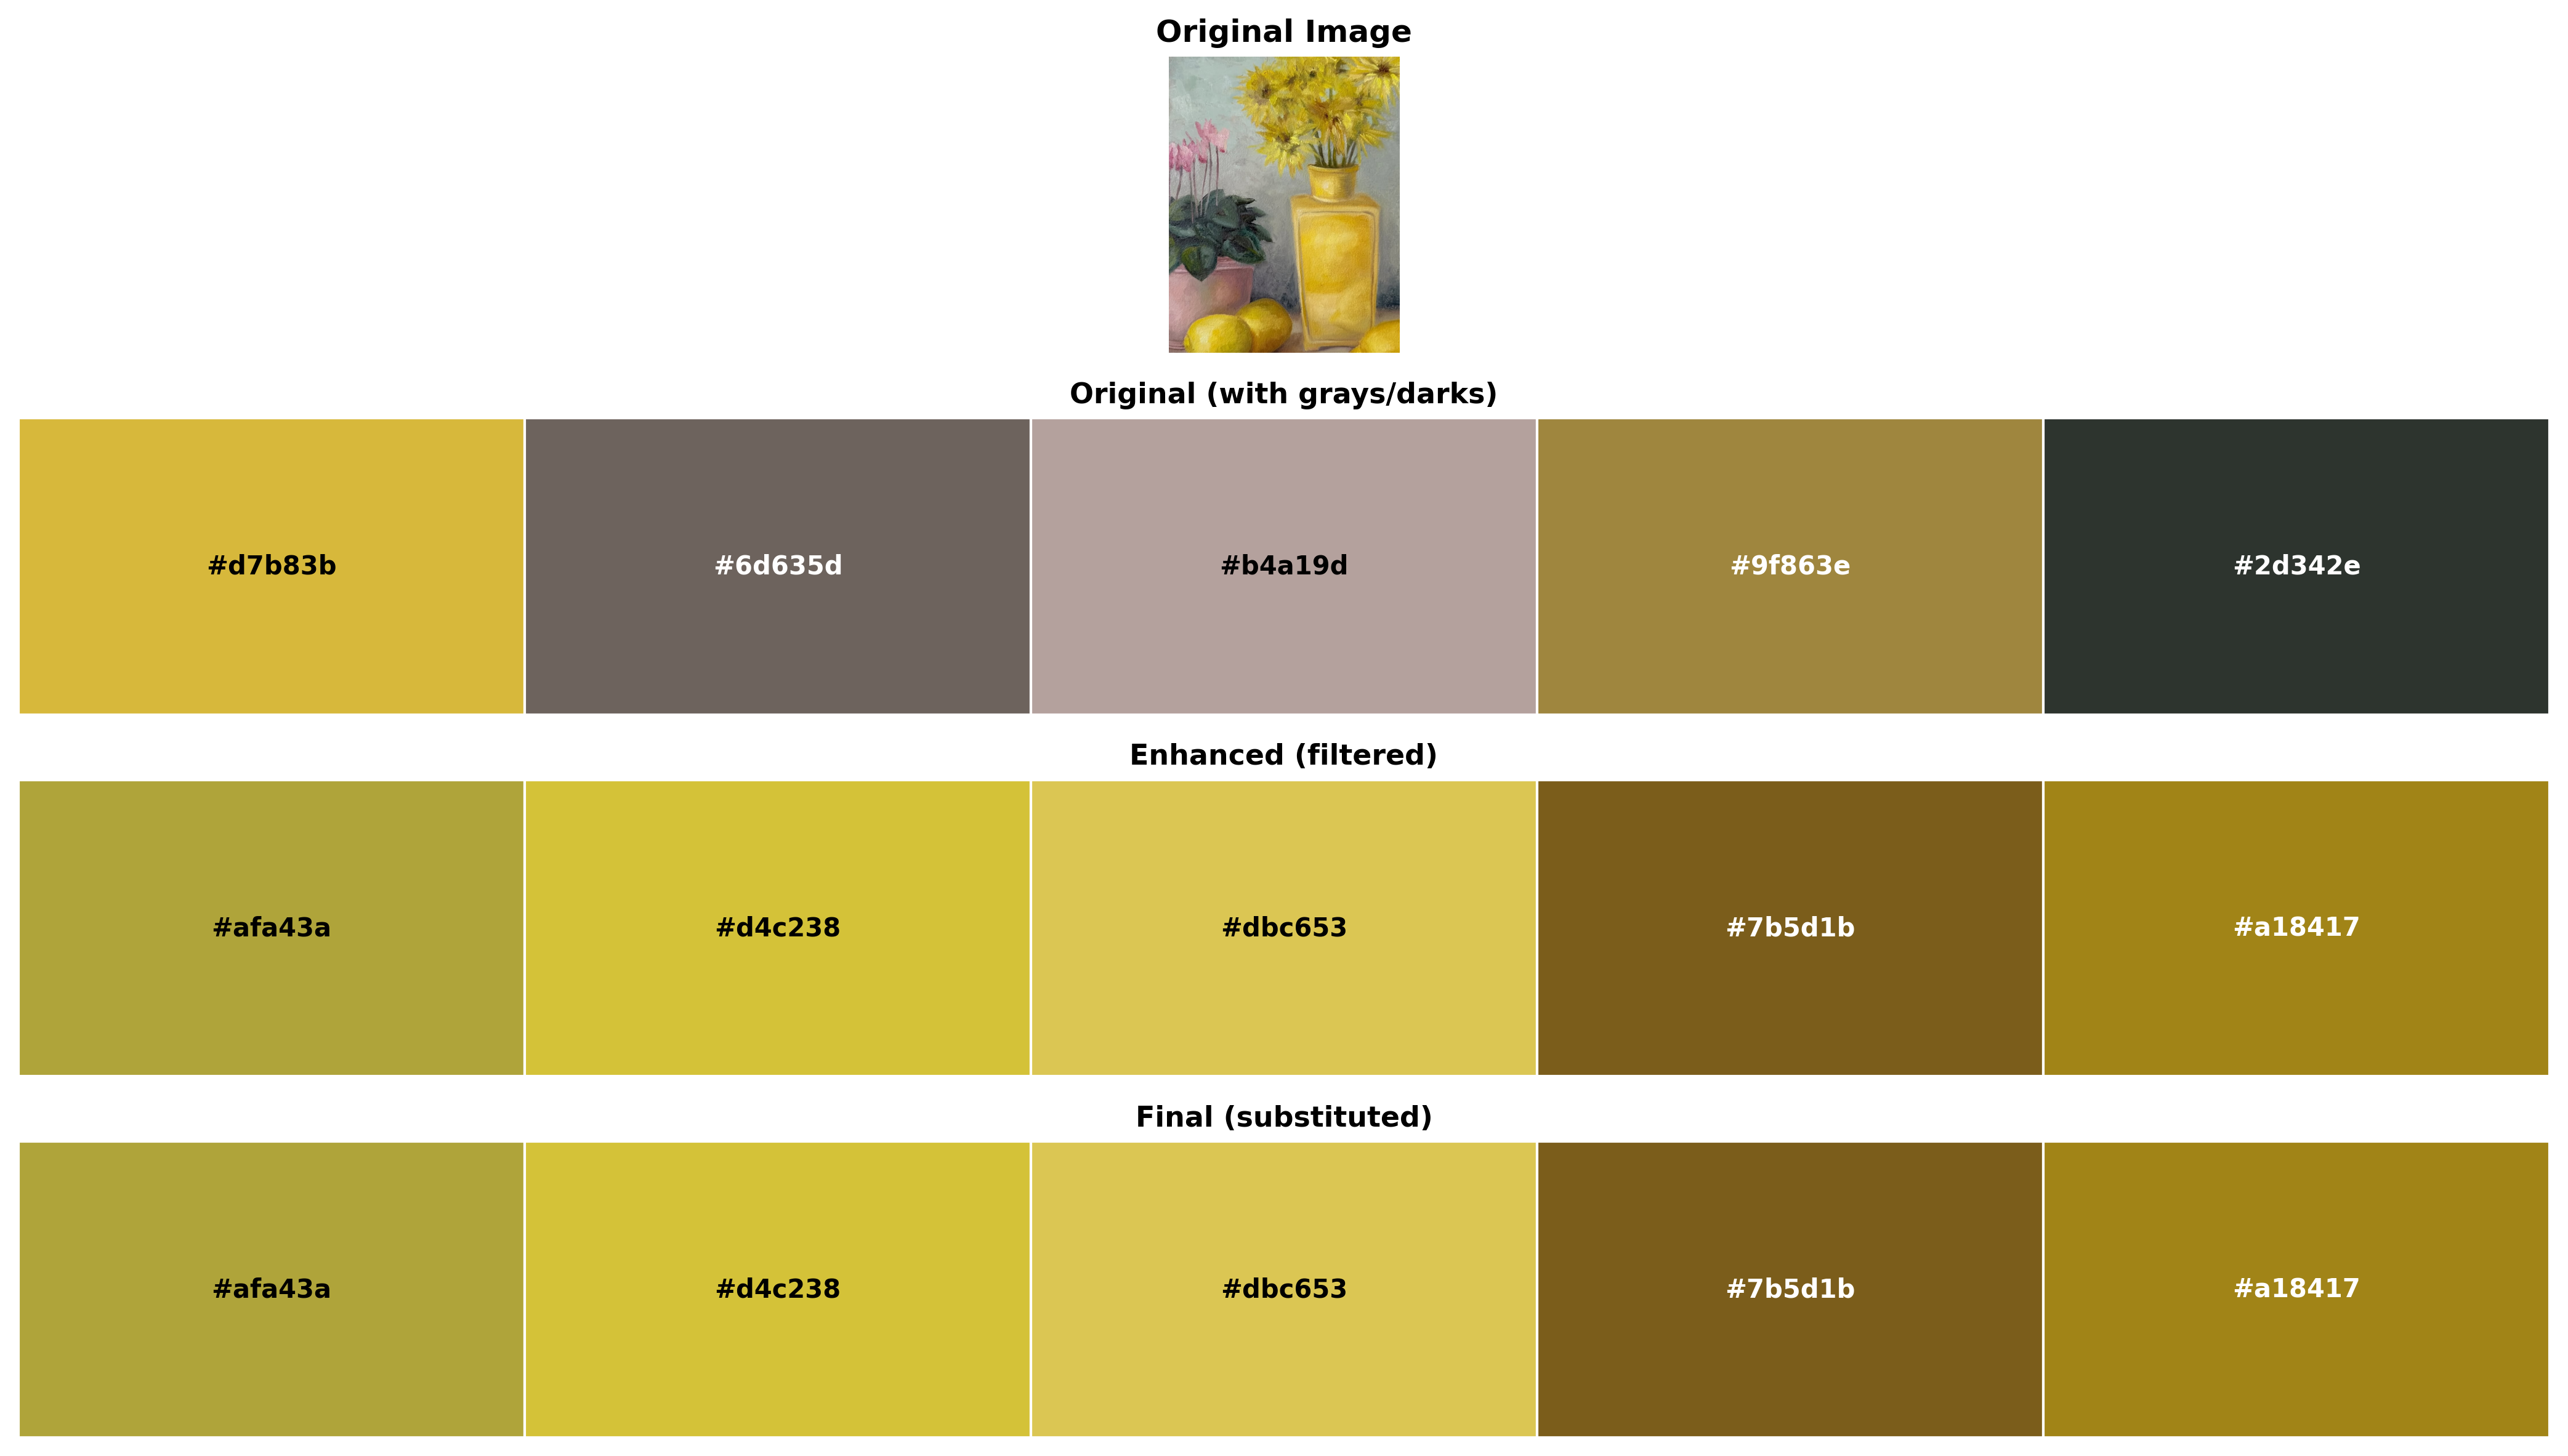 Original Image
Original (with grays/darks)
#d7b83b #6d635d #b4a19d #9f863e #2d342e
Enhanced (filtered)
#afa43a #d4c238 #dbc653 #7b5d1b #a18417
Final (substituted)
#afa43a #d4c238 #dbc653 #7b5d1b #a18417